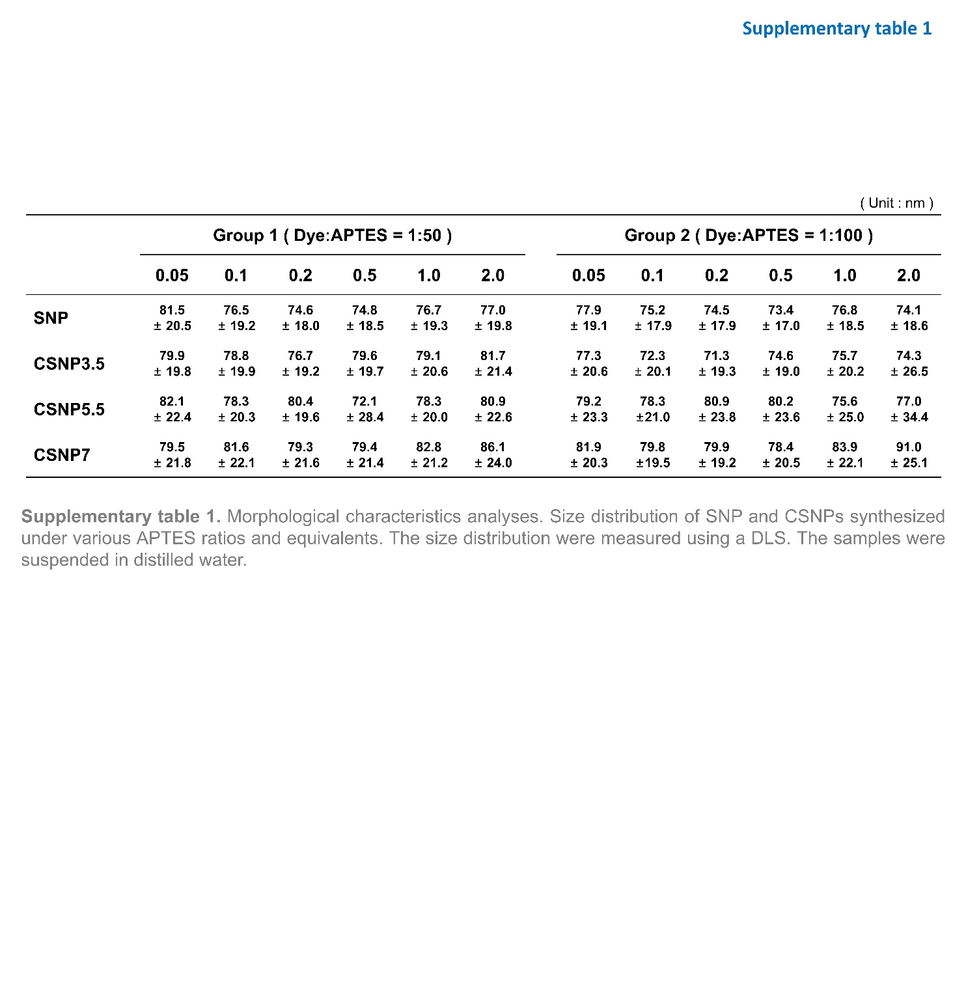 Supplementary table 1
( Unit : nm )
Group 1 ( Dye:APTES = 1:50 ) Group 2 ( Dye:APTES = 1:100 )
0.05 0.1 0.2 0.5 1.0 2.0 0.05 0.1 0.2 0.5 1.0 2.0
SNP
81.5 76.5 74.6 74.8 76.7 77.0 77.9 75.2 74.5 73.4 76.8 74.1
± 20.5 ± 19.2 ± 18.0 ± 18.5 ± 19.3 ± 19.8 ± 19.1 ± 17.9 ± 17.9 ± 17.0 ± 18.5 ± 18.6
CSNP3.5
79.9 78.8 76.7 79.6 79.1 81.7 77.3 72.3 71.3 74.6 75.7 74.3
± 19.8 ± 19.9 ± 19.2 ± 19.7 ± 20.6 ± 21.4 ± 20.6 ± 20.1 ± 19.3 ± 19.0 ± 20.2 ± 26.5
CSNP5.5
82.1 78.3 80.4 72.1 78.3 80.9 79.2 78.3 80.9 80.2 75.6 77.0
± 22.4 ± 20.3 ± 19.6 ± 28.4 ± 20.0 ± 22.6 ± 23.3 ±21.0 ± 23.8 ± 23.6 ± 25.0 ± 34.4
CSNP7
79.5 81.6 79.3 79.4 82.8 86.1 81.9 79.8 79.9 78.4 83.9 91.0
± 21.8 ± 22.1 ± 21.6 ± 21.4 ± 21.2 ± 24.0 ± 20.3 ±19.5 ± 19.2 ± 20.5 ± 22.1 ± 25.1
Supplementary table 1. Morphological characteristics analyses. Size distribution of SNP and CSNPs synthesized
under various APTES ratios and equivalents. The size distribution were measured using a DLS. The samples were
suspended in distilled water.